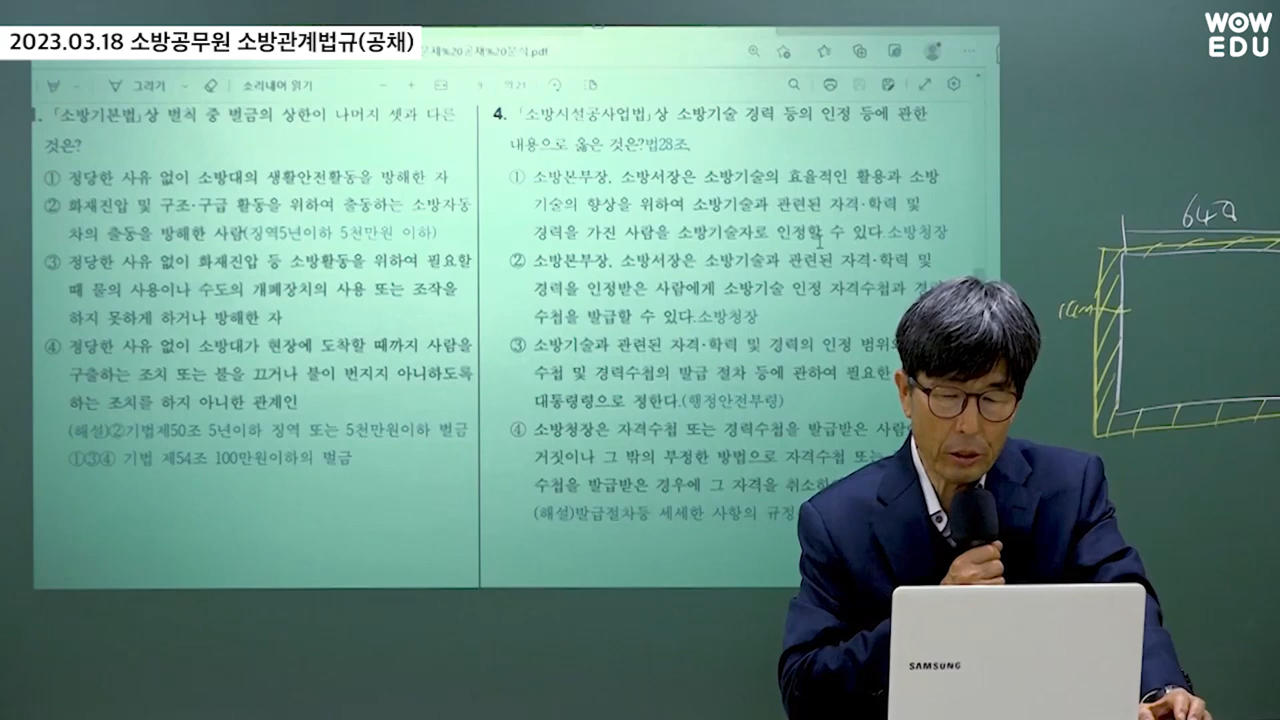 2023.03.18 소방공무원 소방관계법규(공채)
WOW
EDU
문제%20공채%20분석.pdf
그리기
소리내어 읽기
9
의 21
1. 「소방기본법」상 벌칙 중 벌금의 상한이 나머지 셋과 다른
것은?
① 정당한 사유 없이 소방대의 생활안전활동을 방해한 자
② 화재진압 및 구조·구급 활동을 위하여 출동하는 소방자동
차의 출동을 방해한 사람(징역5년이하 5천만원 이하)
③ 정당한 사유 없이 화재진압 등 소방활동을 위하여 필요할
때 물의 사용이나 수도의 개폐장치의 사용 또는 조작을
하지 못하게 하거나 방해한 자
④ 정당한 사유 없이 소방대가 현장에 도착할 때까지 사람을
구출하는 조치 또는 불을 끄거나 불이 번지지 아니하도록
하는 조치를 하지 아니한 관계인
(해설)②기법제50조 5년이하 징역 또는 5천만원이하 벌금
①③④ 기법 제54조 100만원이하의 벌금
4. 「소방시설공사업법」상 소방기술 경력 등의 인정 등에 관한
내용으로 옳은 것은?법28조
① 소방본부장, 소방서장은 소방기술의 효율적인 활용과 소방
기술의 향상을 위하여 소방기술과 관련된 자격·학력 및
경력을 가진 사람을 소방기술자로 인정할 수 있다.소방청장
② 소방본부장, 소방서장은 소방기술과 관련된 자격·학력 및
경력을 인정받은 사람에게 소방기술 인정 자격수첩과
수첩을 발급할 수 있다.소방청장
③ 소방기술과 관련된 자격·학력 및 경력의 인정 범위
수첩 및 경력수첩의 발급 절차 등에 관하여 필요한
대통령령으로 정한다.(행정안전부령)
④ 소방청장은 자격수첩 또는 경력수첩을 발급받은 사람
거짓이나 그 밖의 부정한 방법으로 자격수첩 또는
수첩을 발급받은 경우에 그 자격을 취소하
(해설)발급절차등 세세한 사항의 규정
640
SAMSUNG